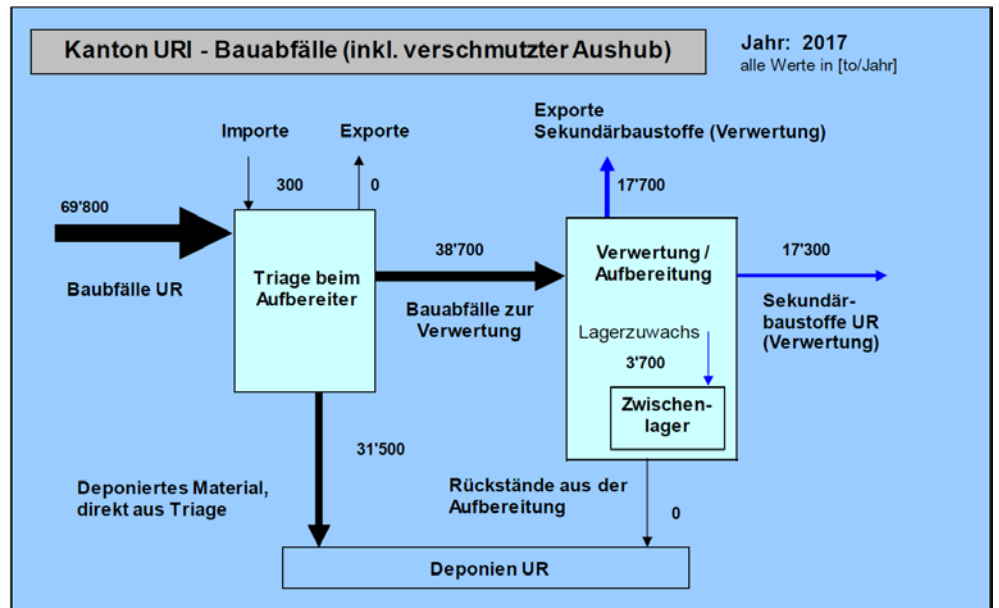 Kanton URI - Bauabfälle (inkl. verschmutzter Aushub)
Jahr: 2017
alle Werte in [to/Jahr]
Importe
Exporte
Exporte
Sekundärbaustoffe (Verwertung)
300
0
17'700
69'800
Baubfälle UR
Triage beim
Aufbereiter
38'700
Bauabfälle zur
Verwertung
Verwertung /
Aufbereitung
17'300
Sekundär-
baustoffe UR
(Verwertung)
Lagerzuwachs
3'700
Zwischen-
lager
31'500
Deponiertes Material,
direkt aus Triage
Rückstände aus der
Aufbereitung
0
Deponien UR